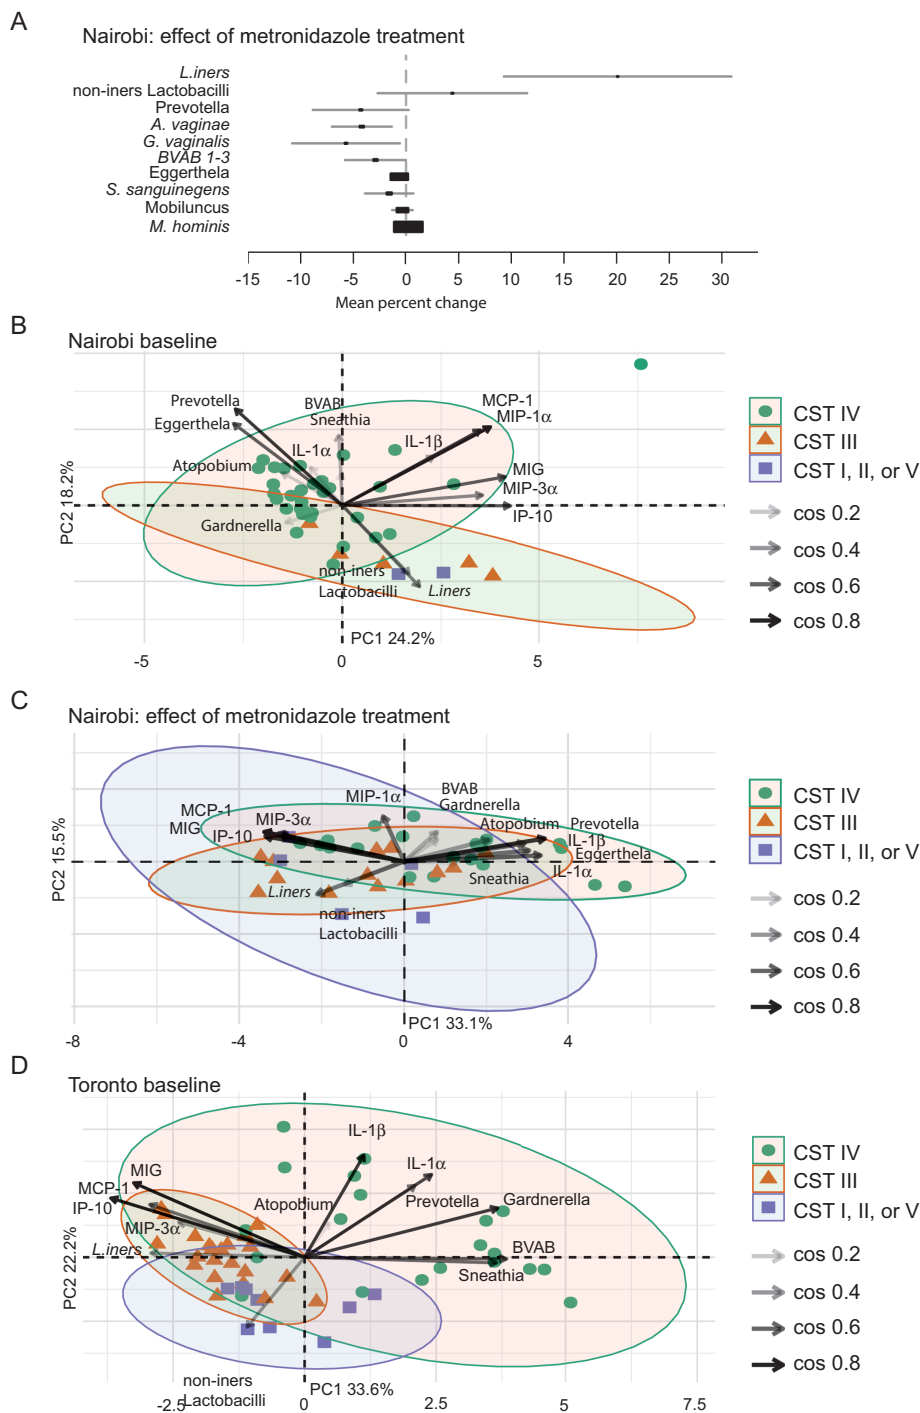 A
Nairobi: effect of metronidazole treatment
L.iners
non-iners Lactobacilli
Prevotella
A. vaginae
G. vaginalis
BVAB 1-3
Eggerthela
S. sanguinegens
Mobiluncus
M. hominis
-15 -10 -5 0 5 10 15 20 25 30
Mean percent change
B
Nairobi baseline
Prevotella
Eggerthela
BVAB
Sneathia
MCP-1
MIP-1α
IL-1α
IL-1β
Atopobium
MIG
MIP-3α
IP-10
Gardnerella
non-iners
Lactobacilli
L.iners
PC2 18.2%
PC1 24.2%
-5 0 5
CST IV
CST III
CST I, II, or V
cos 0.2
cos 0.4
cos 0.6
cos 0.8
C
Nairobi: effect of metronidazole treatment
MCP-1
MIG
MIP-3α
IP-10
MIP-1α
BVAB
Gardnerella
Atopobium
Prevotella
IL-1β
Eggerthela
IL-1α
Sneathia
L.iners
non-iners
Lactobacilli
PC2 15.5%
PC1 33.1%
-8 -4 0 4
CST IV
CST III
CST I, II, or V
cos 0.2
cos 0.4
cos 0.6
cos 0.8
D
Toronto baseline
IL-1β
IL-1α
MIG
MCP-1
IP-10
MIP-3α
L.iners
Atopobium
Prevotella
Gardnerella
BVAB
Sneathia
non-iners
Lactobacilli
PC2 22.2%
PC1 33.6%
-2.5 0 2.5 5 7.5
CST IV
CST III
CST I, II, or V
cos 0.2
cos 0.4
cos 0.6
cos 0.8